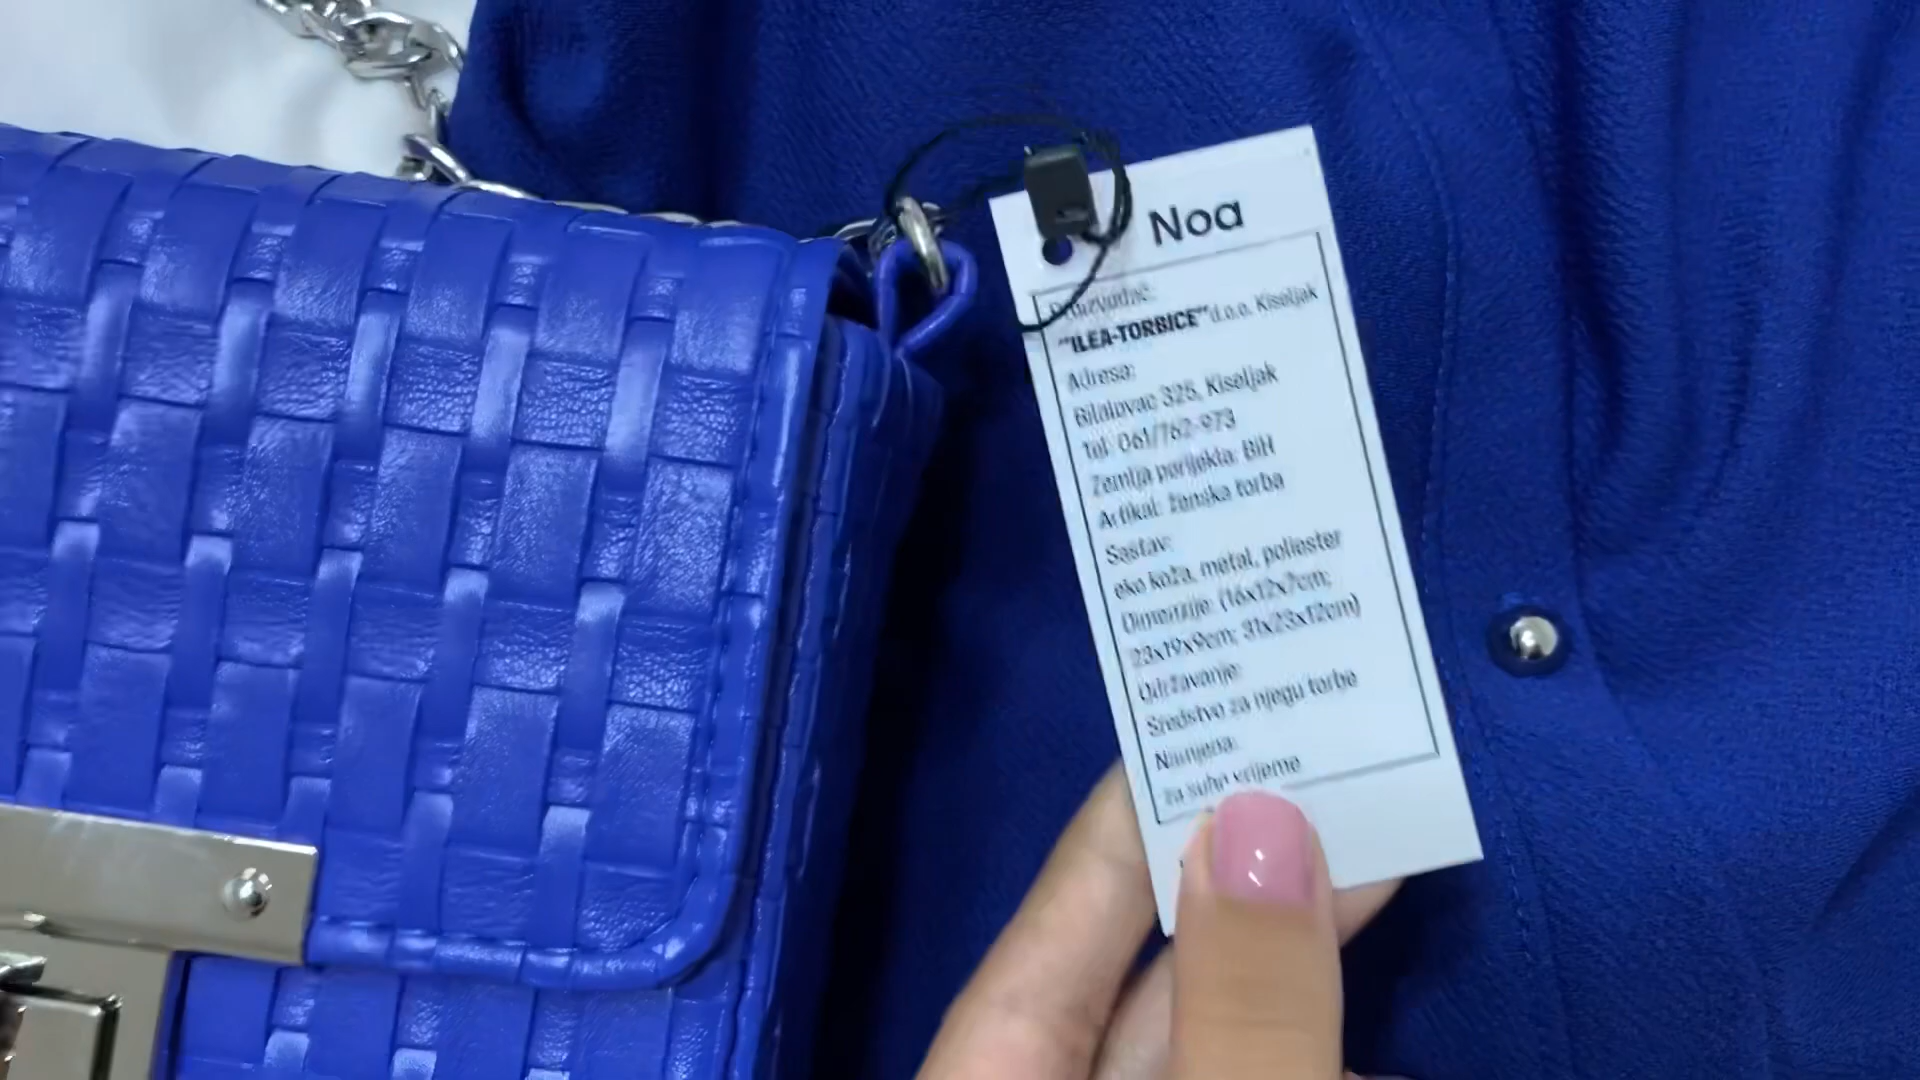 Noa
Proizvođač:
"ILEA-TORBICE" d.o.o. Kiseljak
Adresa:
Bilalovac 325, Kiseljak
Tel: 061/762-973
Zemlja porijekla: BiH
Artikal: ženska torba
Sastav:
eko koža, metal, poliester
Dimenzije: (16x12x7cm;
23x19x9cm; 31x23x12cm)
Održavanje:
Sredstvo za njegu torbe
Namjena:
za suho vrijeme